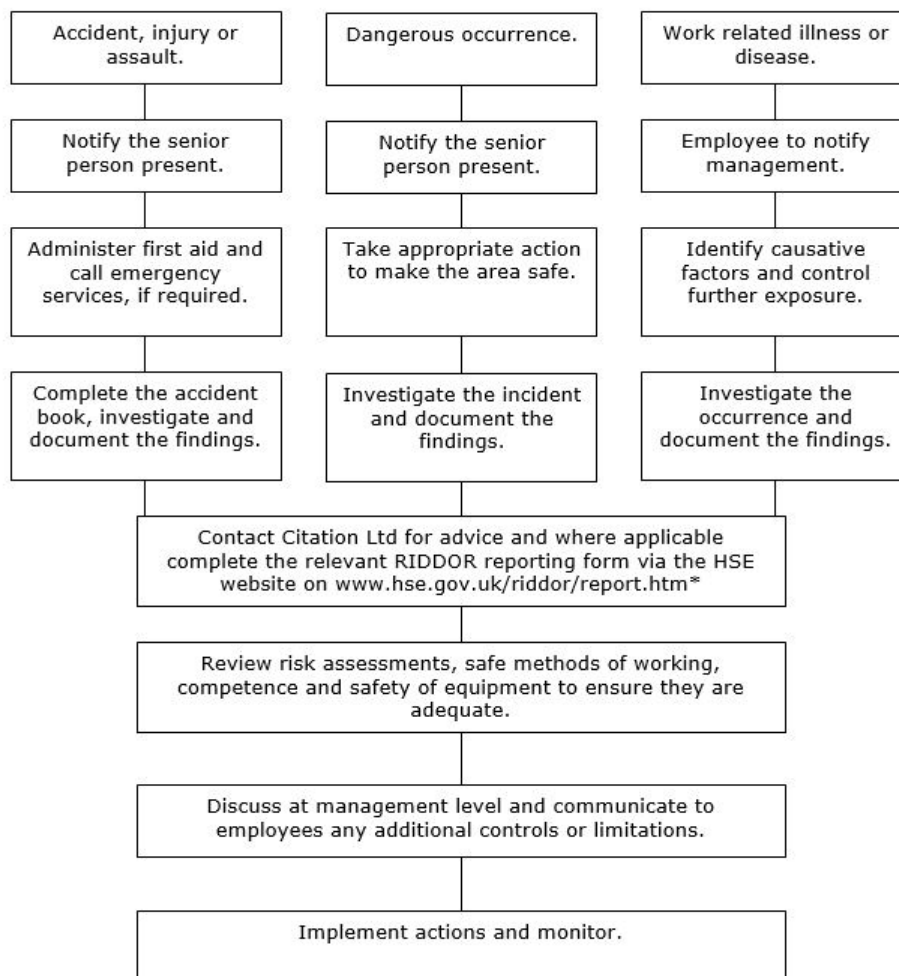 Accident, injury or
assault.
Dangerous occurrence.
Work related illness or
disease.
Notify the senior
person present.
Notify the senior
person present.
Employee to notify
management.
Administer first aid and
call emergency
services, if required.
Take appropriate action
to make the area safe.
Identify causative
factors and control
further exposure.
Complete the accident
book, investigate and
document the findings.
Investigate the incident
and document the
findings.
Investigate the
occurrence and
document the findings.
Contact Citation Ltd for advice and where applicable
complete the relevant RIDDOR reporting form via the HSE
website on www.hse.gov.uk/riddor/report.htm*
Review risk assessments, safe methods of working,
competence and safety of equipment to ensure they are
adequate.
Discuss at management level and communicate to
employees any additional controls or limitations.
Implement actions and monitor.